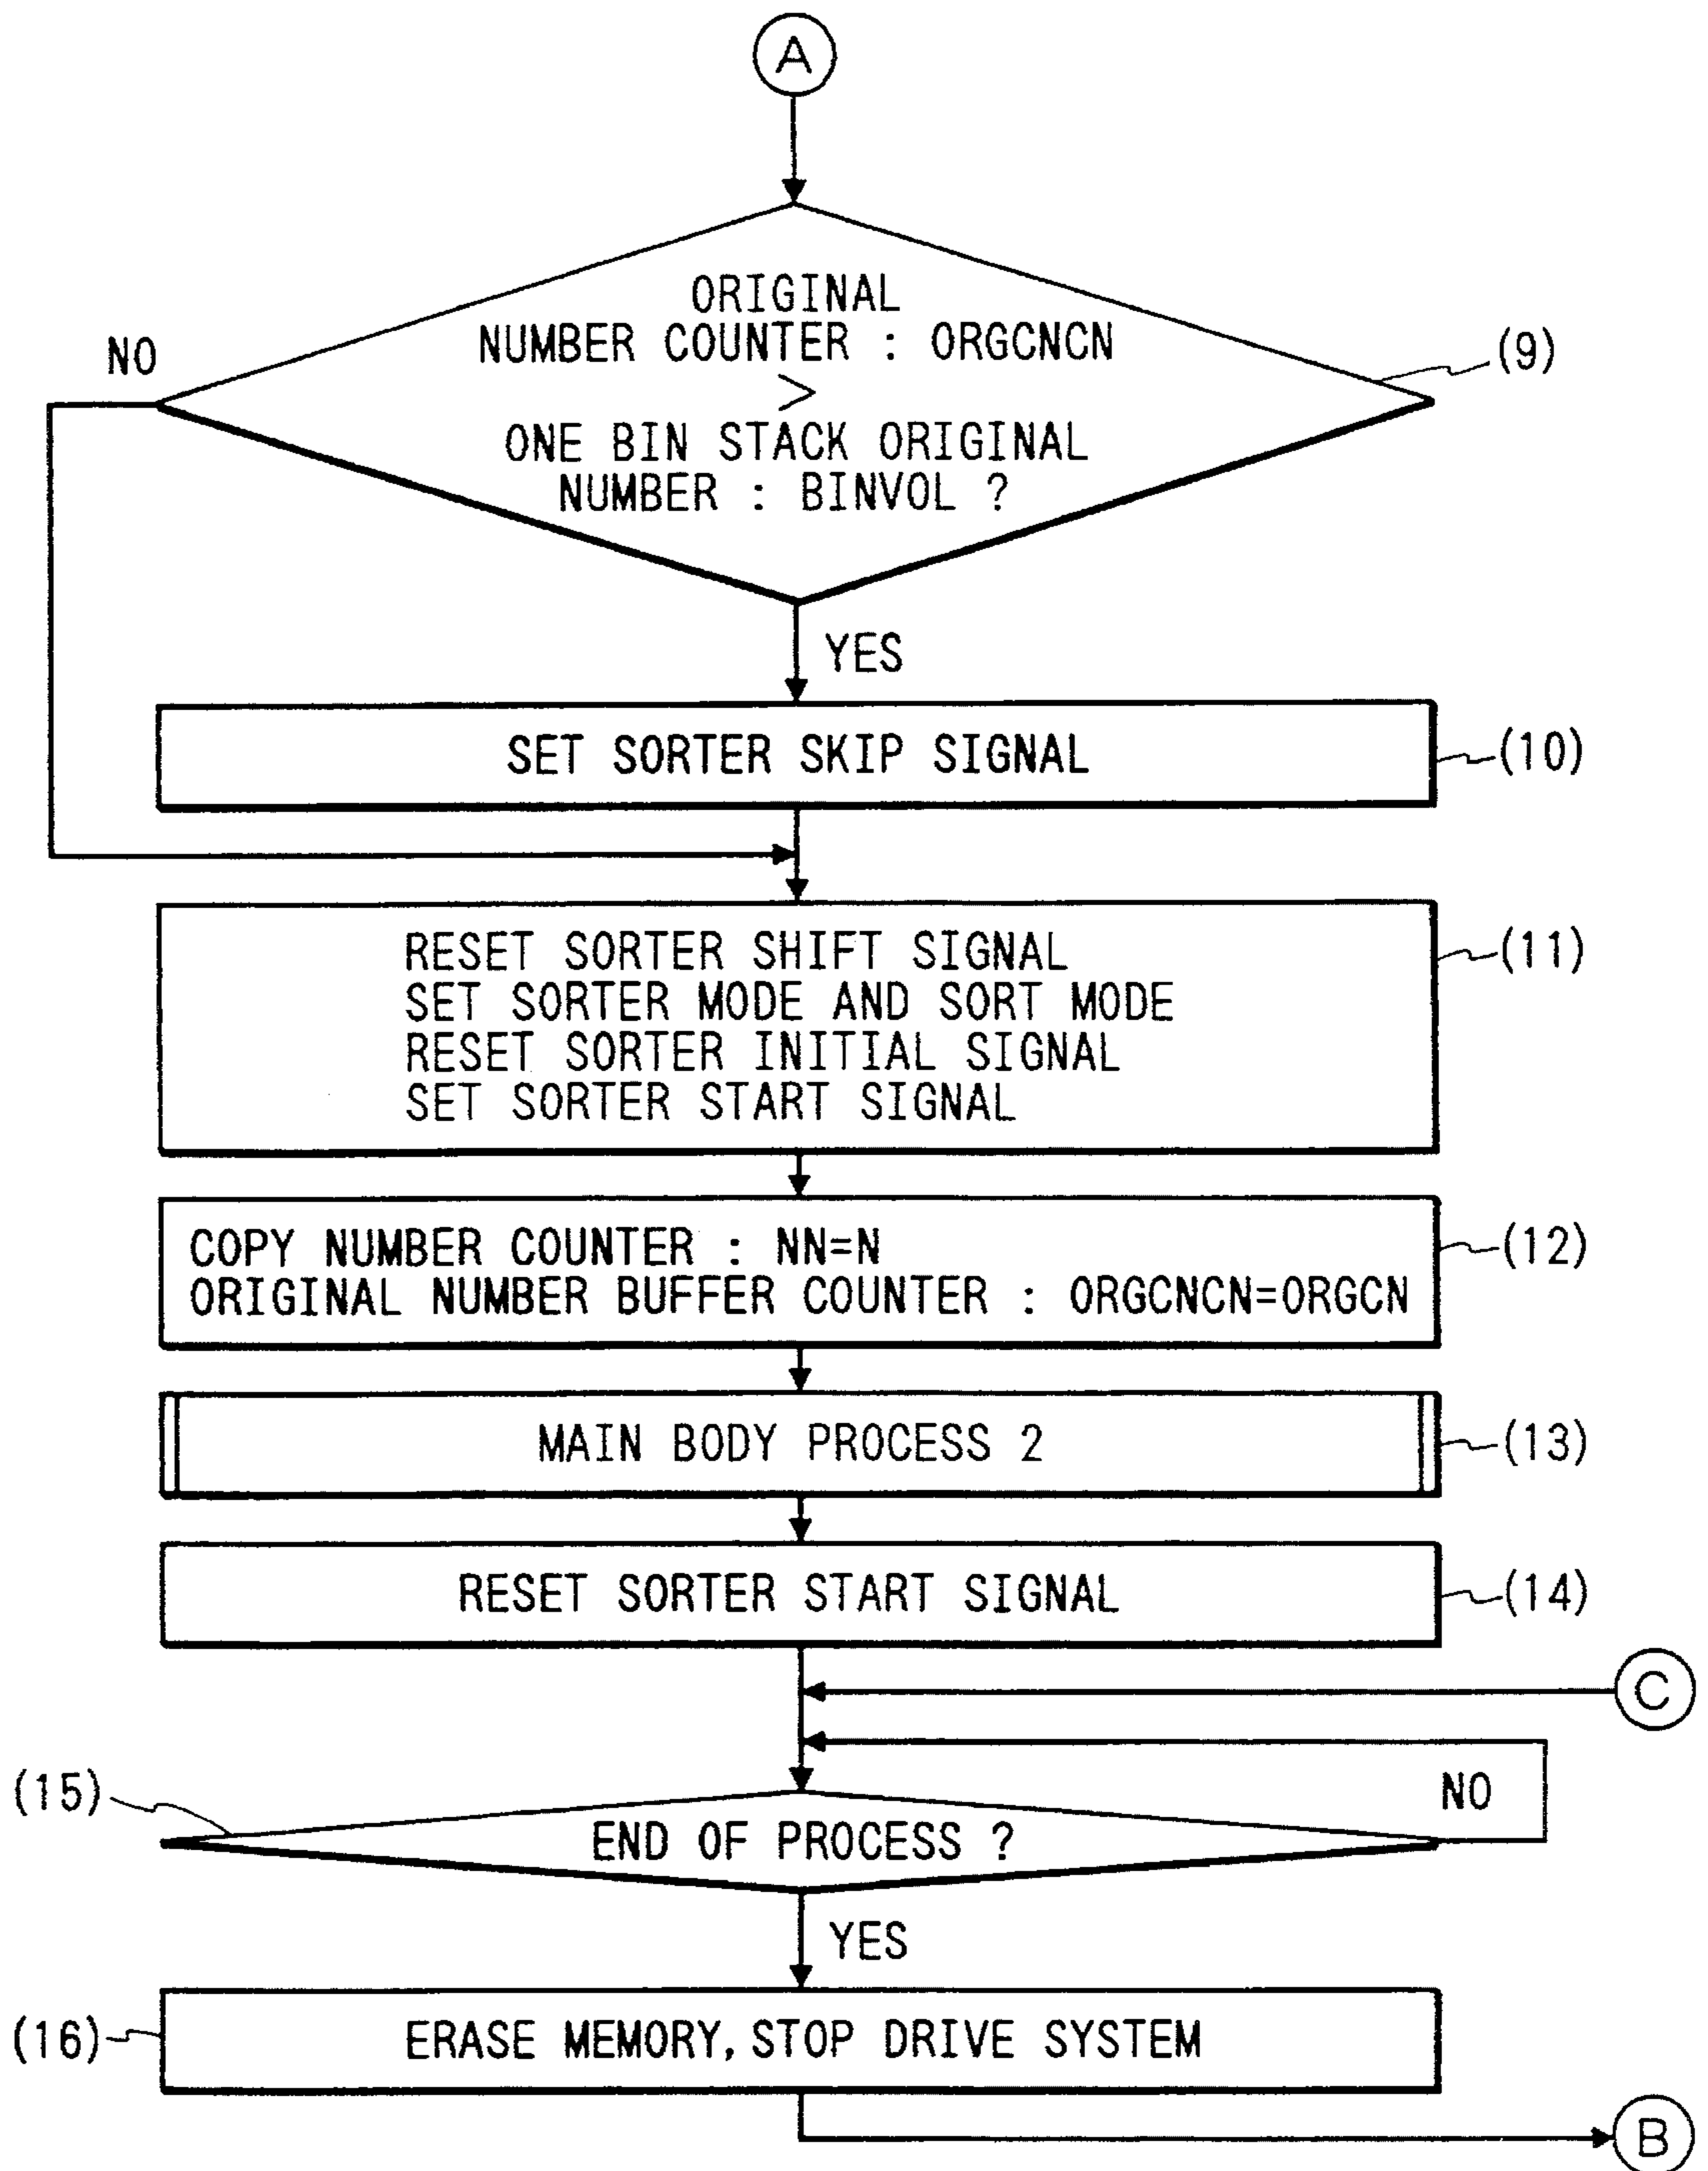 A
ORIGINAL
NUMBER COUNTER : ORGCNCN
>
ONE BIN STACK ORIGINAL
NUMBER : BINVOL ?
NO
(9)
YES
SET SORTER SKIP SIGNAL
(10)
RESET SORTER SHIFT SIGNAL
SET SORTER MODE AND SORT MODE
RESET SORTER INITIAL SIGNAL
SET SORTER START SIGNAL
(11)
COPY NUMBER COUNTER : NN=N
ORIGINAL NUMBER BUFFER COUNTER : ORGCNCN=ORGCN
(12)
MAIN BODY PROCESS 2
(13)
RESET SORTER START SIGNAL
(14)
C
(15)
END OF PROCESS ?
NO
YES
(16)
ERASE MEMORY, STOP DRIVE SYSTEM
B